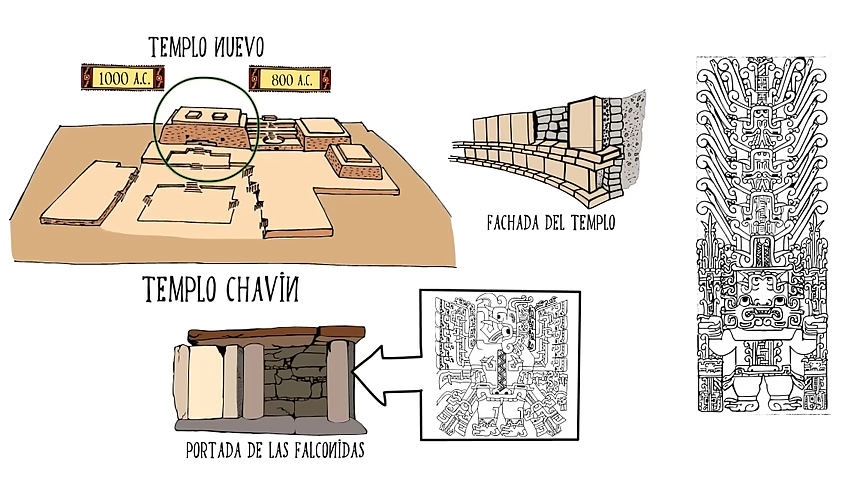 TEMPLO NUEVO
1000 A.C.
800 A.C.
FACHADA DEL TEMPLO
TEMPLO CHAVÍN
PORTADA DE LAS FALCONIDAS